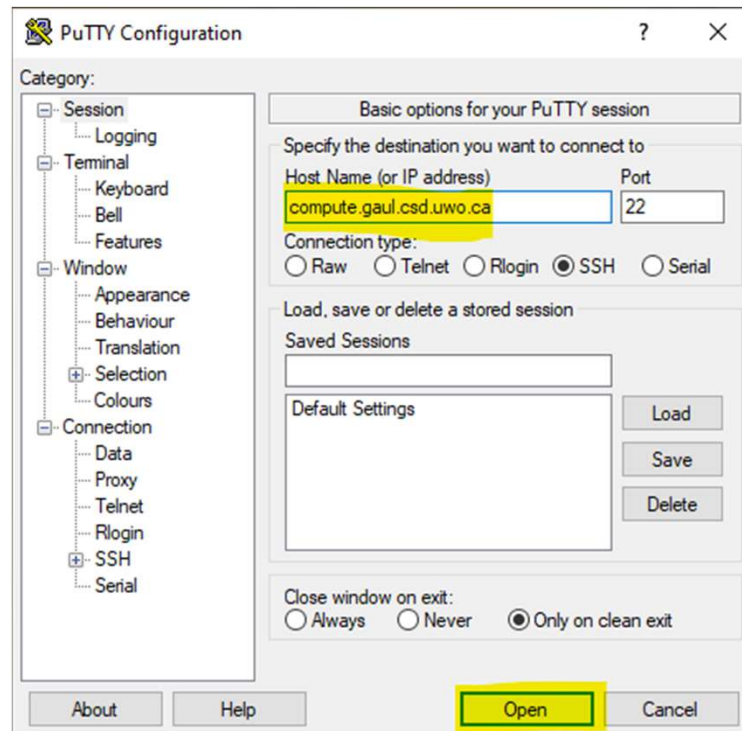 PuTTY Configuration
? ×
Category:
Session
Logging
Terminal
Keyboard
Bell
Features
Window
Appearance
Behaviour
Translation
Selection
Colours
Connection
Data
Proxy
Telnet
Rlogin
SSH
Serial
Basic options for your PuTTY session
Specify the destination you want to connect to
Host Name (or IP address) Port
compute.gaul.csd.uwo.ca 22
Connection type:
Raw Telnet Rlogin SSH Serial
Load, save or delete a stored session
Saved Sessions
Default Settings
Load
Save
Delete
Close window on exit:
Always Never Only on clean exit
About Help Open Cancel